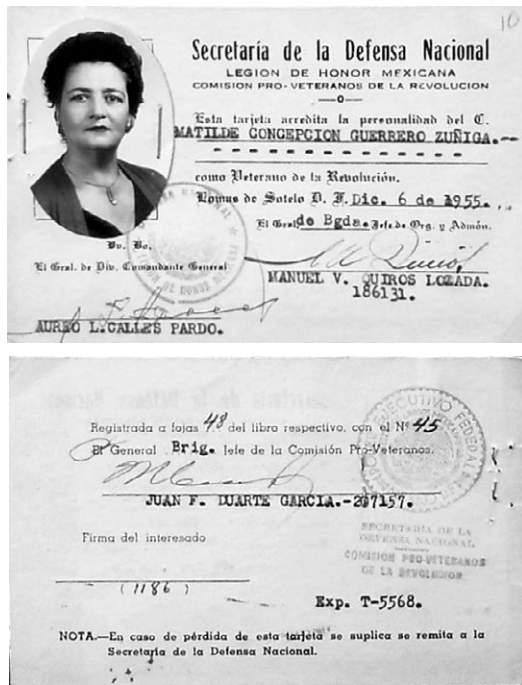 10
Secretaría de la Defensa Nacional
LEGION DE HONOR MEXICANA
COMISION PRO-VETERANOS DE LA REVOLUCION
Esta tarjeta acredita la personalidad del C.
MATILDE CONCEPCION GUERRERO ZUÑIGA.--
como Veterano de la Revolución.
Lomas de Sotelo D. F. Dic. 6 de 1955.
El Gral. de Bgda. Jefe de Org. y Admón.
Vo. Bo.
El Gral. de Div. Comandante General
MANUEL V. QUIROS LOZADA.
186131.
AUREO L. CALLES PARDO.
Registrada a fojas 48 del libro respectivo, con el Nº 45
El General Brig. Jefe de la Comisión Pro-Veteranos.
JUAN F. DUARTE GARCIA.-207157.
EJECUTIVO FEDERAL
SECRETARIA DE LA
DEFENSA NACIONAL
COMISION PRO-VETERANOS
DE LA REVOLUCION
Firma del interesado
(1186)
Exp. T-5568.
NOTA.—En caso de pérdida de esta tarjeta se suplica se remita a la
Secretaría de la Defensa Nacional.